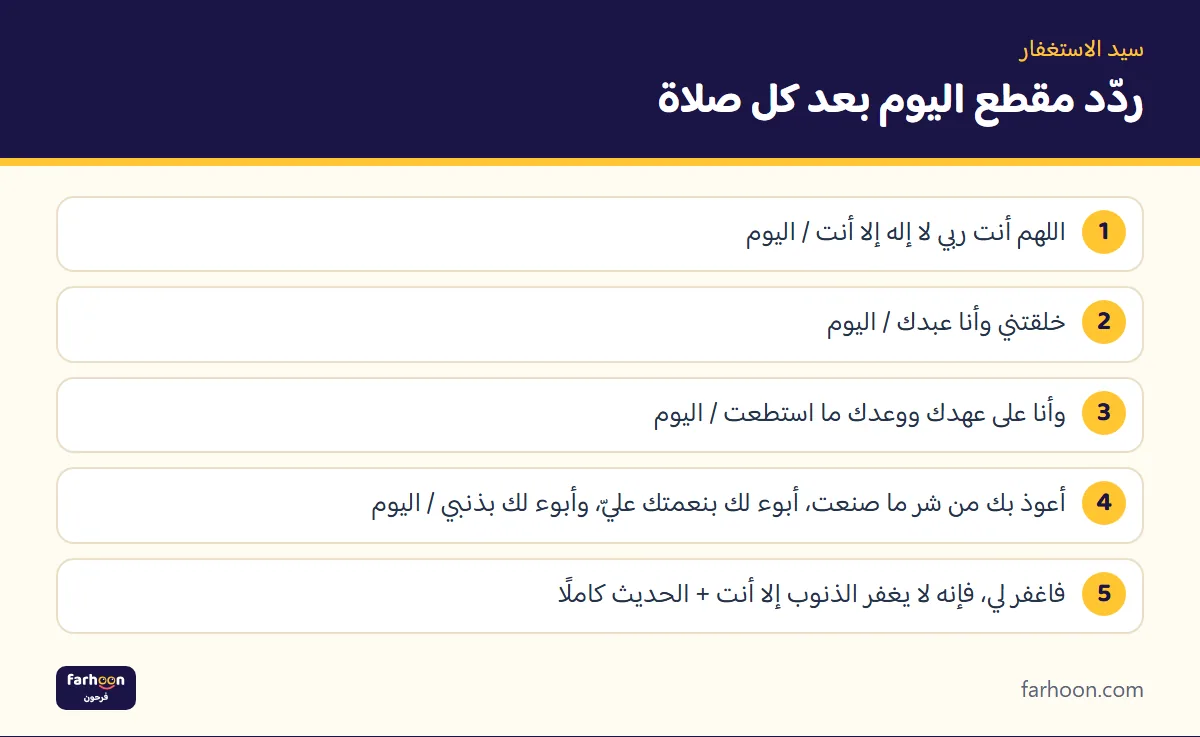 سيد الاستغفار
ردّد مقطع اليوم بعد كل صلاة
1 اللهم أنت ربي لا إله إلا أنت / اليوم
2 خلقتني وأنا عبدك / اليوم
3 وأنا على عهدك ووعدك ما استطعت / اليوم
4 أعوذ بك من شر ما صنعت، أبوء لك بنعمتك عليّ، وأبوء لك بذنبي / اليوم
5 فاغفر لي، فإنه لا يغفر الذنوب إلا أنت + الحديث كاملًا
farhoon.com
farhoon
فرحون